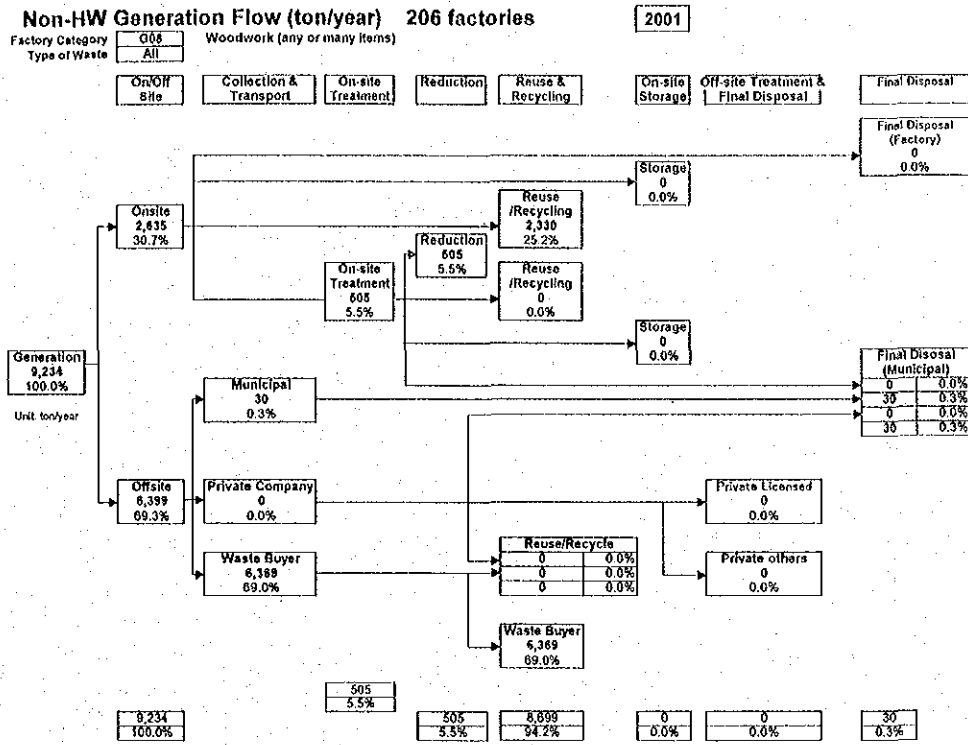 Non-HW Generation Flow (ton/year) 206 factories 2001
Factory Category G08 Woodwork (any or many items)
Type of Waste All
On/Off
Site
Collection &
Transport
On-site
Treatment
Reduction
Reuse &
Recycling
On-site
Storage
Off-site Treatment &
Final Disposal
Final Disposal
Final Disposal
(Factory)
0
0.0%
Storage
0
0.0%
Onsite
2,835
30.7%
Reuse
/Recycling
2,330
25.2%
Reduction
505
5.5%
On-site
Treatment
505
5.5%
Reuse
/Recycling
0
0.0%
Storage
0
0.0%
Generation
9,234
100.0%
Unit: ton/year
Municipal
30
0.3%
Final Disosal
(Municipal)
0 0.0%
30 0.3%
0 0.0%
30 0.3%
Offsite
6,399
69.3%
Private Company
0
0.0%
Private Licensed
0
0.0%
Waste Buyer
6,369
69.0%
Reuse/Recycle
0 0.0%
0 0.0%
0 0.0%
Private others
0
0.0%
Waste Buyer
6,369
69.0%
505
5.5%
9,234 505 8,699 0 0 30
100.0% 5.5% 94.2% 0.0% 0.0% 0.3%